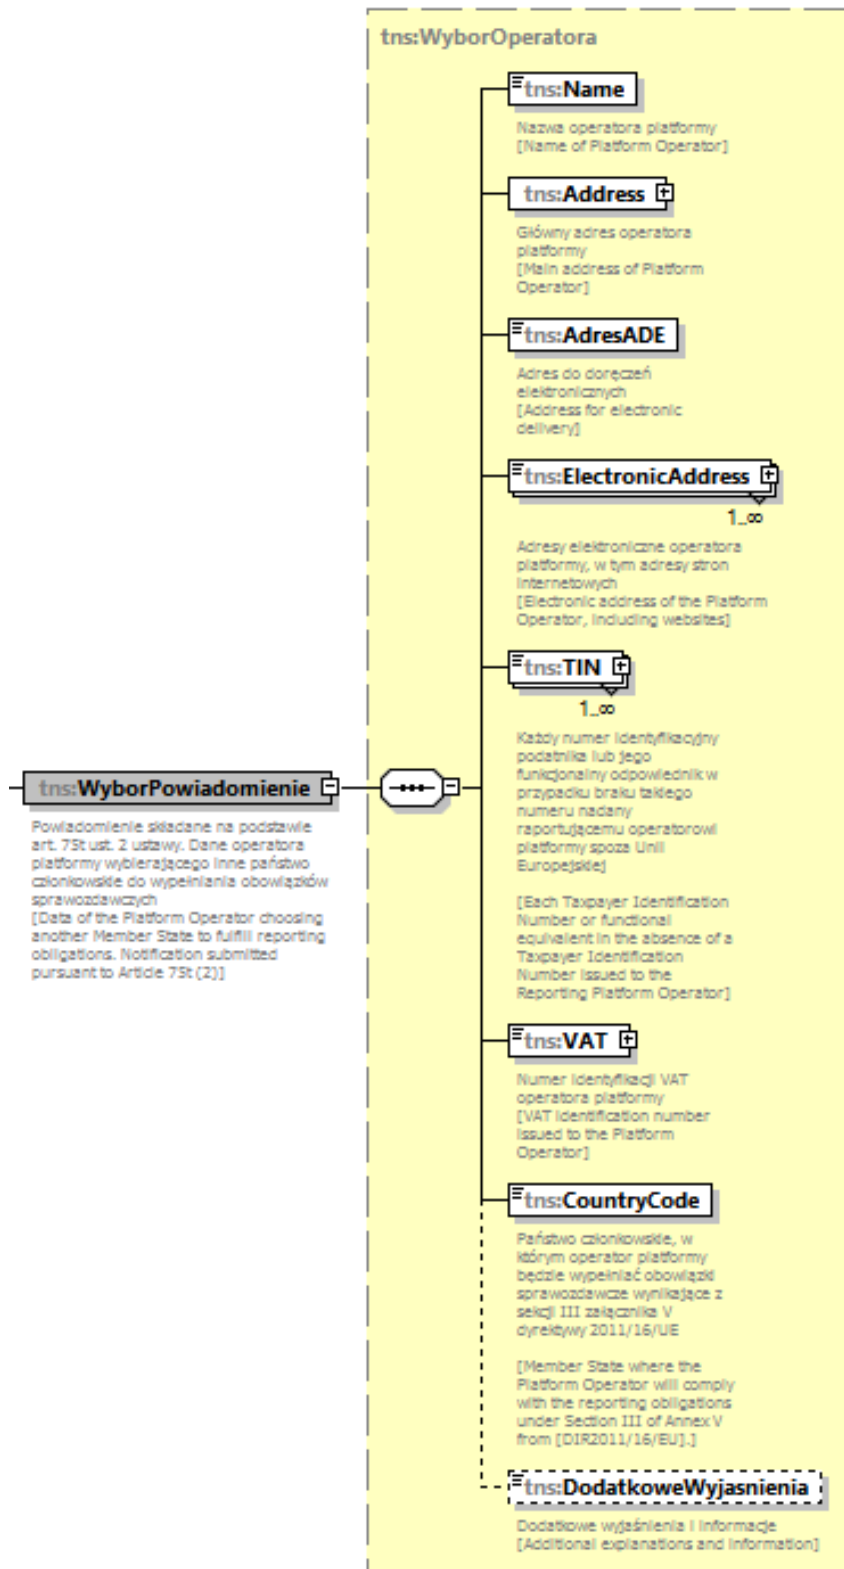 tns:WyborOperatora
tns:Name
Nazwa operatora platformy
[Name of Platform Operator]
tns:Address
Główny adres operatora
platformy
[Main address of Platform
Operator]
tns:AdresADE
Adres do doręczeń
elektronicznych
[Address for electronic
delivery]
tns:ElectronicAddress
1..∞
Adresy elektroniczne operatora
platformy, w tym adresy stron
internetowych
[Electronic address of the Platform
Operator, including websites]
tns:TIN
1..∞
Każdy numer identyfikacyjny
podatnika lub jego
funkcjonalny odpowiednik w
przypadku braku takiego
numeru nadany
raportującemu operatorowi
platformy spoza Unii
Europejskiej
[Each Taxpayer Identification
Number or functional
equivalent in the absence of a
Taxpayer Identification
Number issued to the
Reporting Platform Operator]
tns:WyborPowiadomienie
Powiadomienie składane na podstawie
art. 75t ust. 2 ustawy. Dane operatora
platformy wybierającego inne państwo
członkowskie do wypełniania obowiązków
sprawozdawczych
[Data of the Platform Operator choosing
another Member State to fulfill reporting
obligations. Notification submitted
pursuant to Article 75t (2)]
tns:VAT
Numer identyfikacji VAT
operatora platformy
[VAT identification number
issued to the Platform
Operator]
tns:CountryCode
Państwo członkowskie, w
którym operator platformy
będzie wypełniać obowiązki
sprawozdawcze wynikające z
sekcji III załącznika V
dyrektywy 2011/16/UE
[Member State where the
Platform Operator will comply
with the reporting obligations
under Section III of Annex V
from [DIR2011/16/EU].]
tns:DodatkoweWyjasnienia
Dodatkowe wyjaśnienia i informacje
[Additional explanations and information]